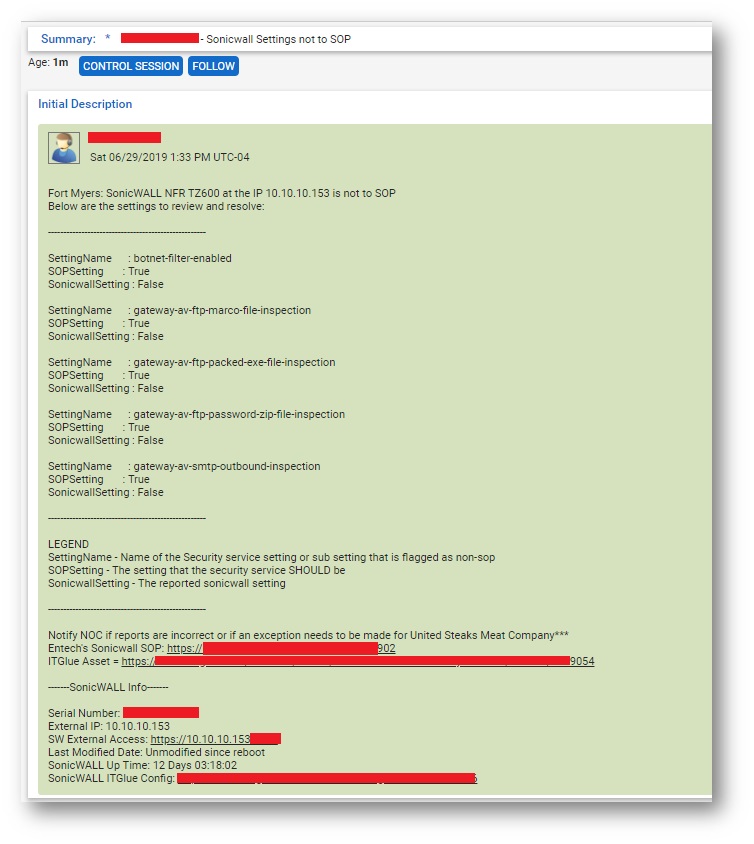 Summary: * - Sonicwall Settings not to SOP
Age: 1m CONTROL SESSION FOLLOW
Initial Description
Sat 06/29/2019 1:33 PM UTC-04
Fort Myers: SonicWALL NFR TZ600 at the IP 10.10.10.153 is not to SOP
Below are the settings to review and resolve:
----------------------------------------------------
SettingName : botnet-filter-enabled
SOPSetting : True
SonicwallSetting : False
SettingName : gateway-av-ftp-marco-file-inspection
SOPSetting : True
SonicwallSetting : False
SettingName : gateway-av-ftp-packed-exe-file-inspection
SOPSetting : True
SonicwallSetting : False
SettingName : gateway-av-ftp-password-zip-file-inspection
SOPSetting : True
SonicwallSetting : False
SettingName : gateway-av-smtp-outbound-inspection
SOPSetting : True
SonicwallSetting : False
----------------------------------------------------
LEGEND
SettingName - Name of the Security service setting or sub setting that is flagged as non-sop
SOPSetting - The setting that the security service SHOULD be
SonicwallSetting - The reported sonicwall setting
----------------------------------------------------
Notify NOC if reports are incorrect or if an exception needs to be made for United Steaks Meat Company***
Entech's Sonicwall SOP: https:// 902
ITGlue Asset = https:/ 9054
-------SonicWALL Info-------
Serial Number:
External IP: 10.10.10.153
SW External Access: https://10.10.10.153
Last Modified Date: Unmodified since reboot
SonicWALL Up Time: 12 Days 03:18:02
SonicWALL ITGlue Config: